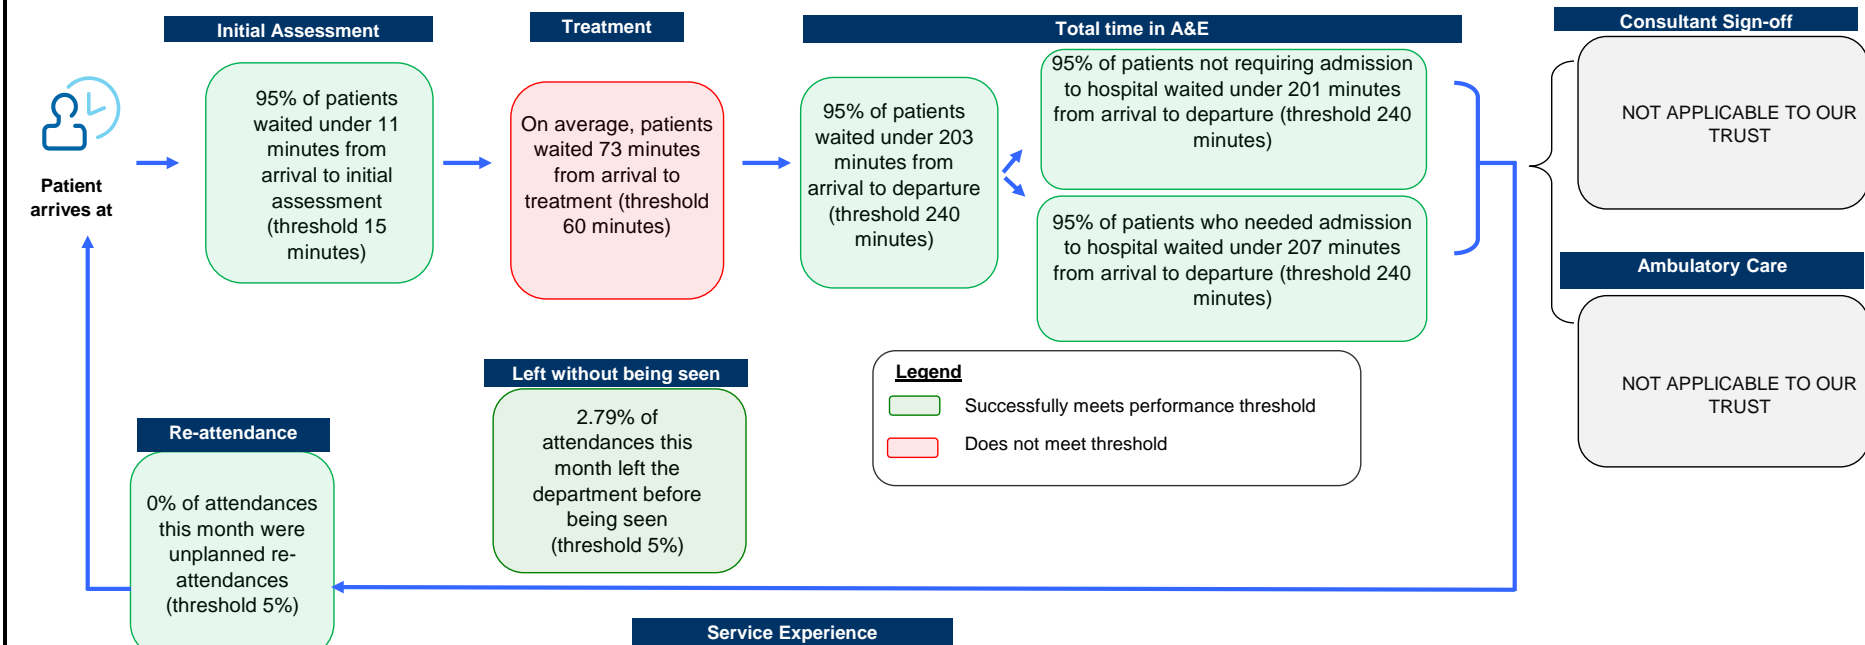 Initial Assessment
Treatment
Total time in A&E
Consultant Sign-off
Patient
arrives at
95% of patients
waited under 11
minutes from
arrival to initial
assessment
(threshold 15
minutes)
On average, patients
waited 73 minutes
from arrival to
treatment (threshold
60 minutes)
95% of patients
waited under 203
minutes from
arrival to departure
(threshold 240
minutes)
95% of patients not requiring admission
to hospital waited under 201 minutes
from arrival to departure (threshold 240
minutes)
95% of patients who needed admission
to hospital waited under 207 minutes
from arrival to departure (threshold 240
minutes)
NOT APPLICABLE TO OUR
TRUST
Ambulatory Care
NOT APPLICABLE TO OUR
TRUST
Left without being seen
2.79% of
attendances this
month left the
department before
being seen
(threshold 5%)
Legend
Successfully meets performance threshold
Does not meet threshold
Re-attendance
0% of attendances
this month were
unplanned re-
attendances
(threshold 5%)
Service Experience